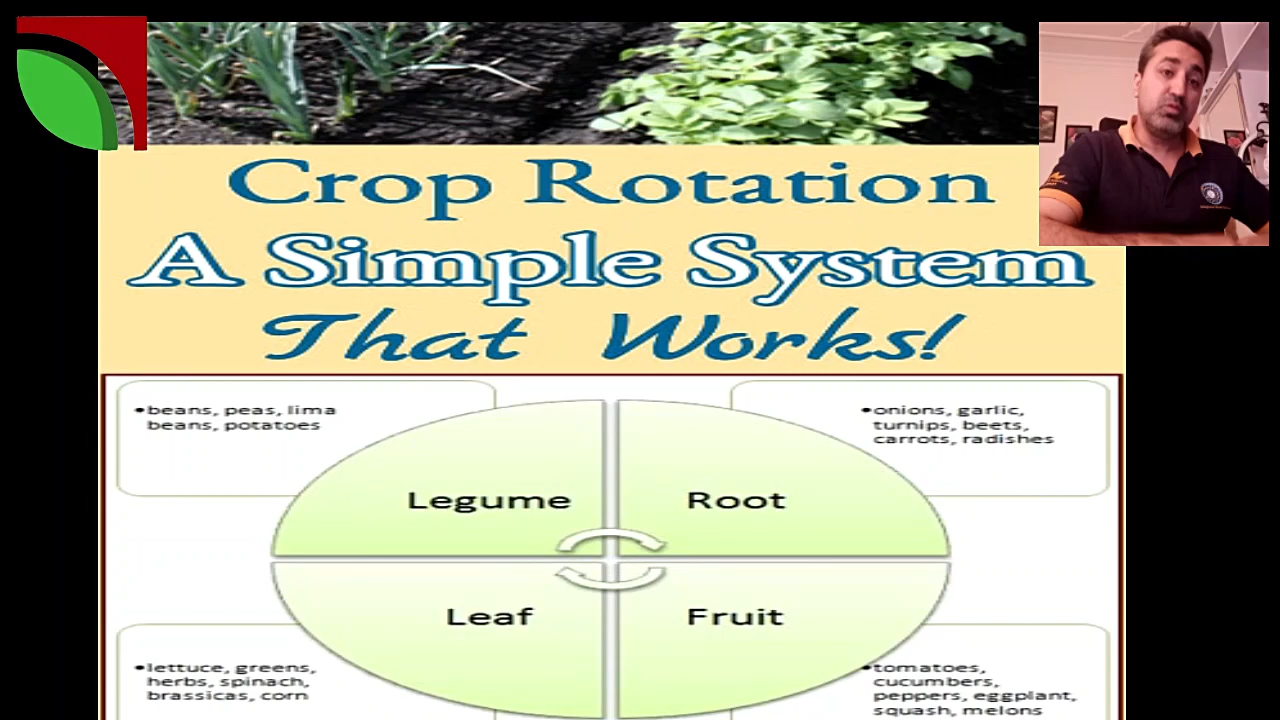 Crop Rotation
A Simple System
That Works!
•beans, peas, lima
beans, potatoes
•onions, garlic,
turnips, beets,
carrots, radishes
Legume
Root
Leaf
Fruit
•lettuce, greens,
herbs, spinach,
brassicas, corn
•tomatoes,
cucumbers,
peppers, eggplant,
squash, melons